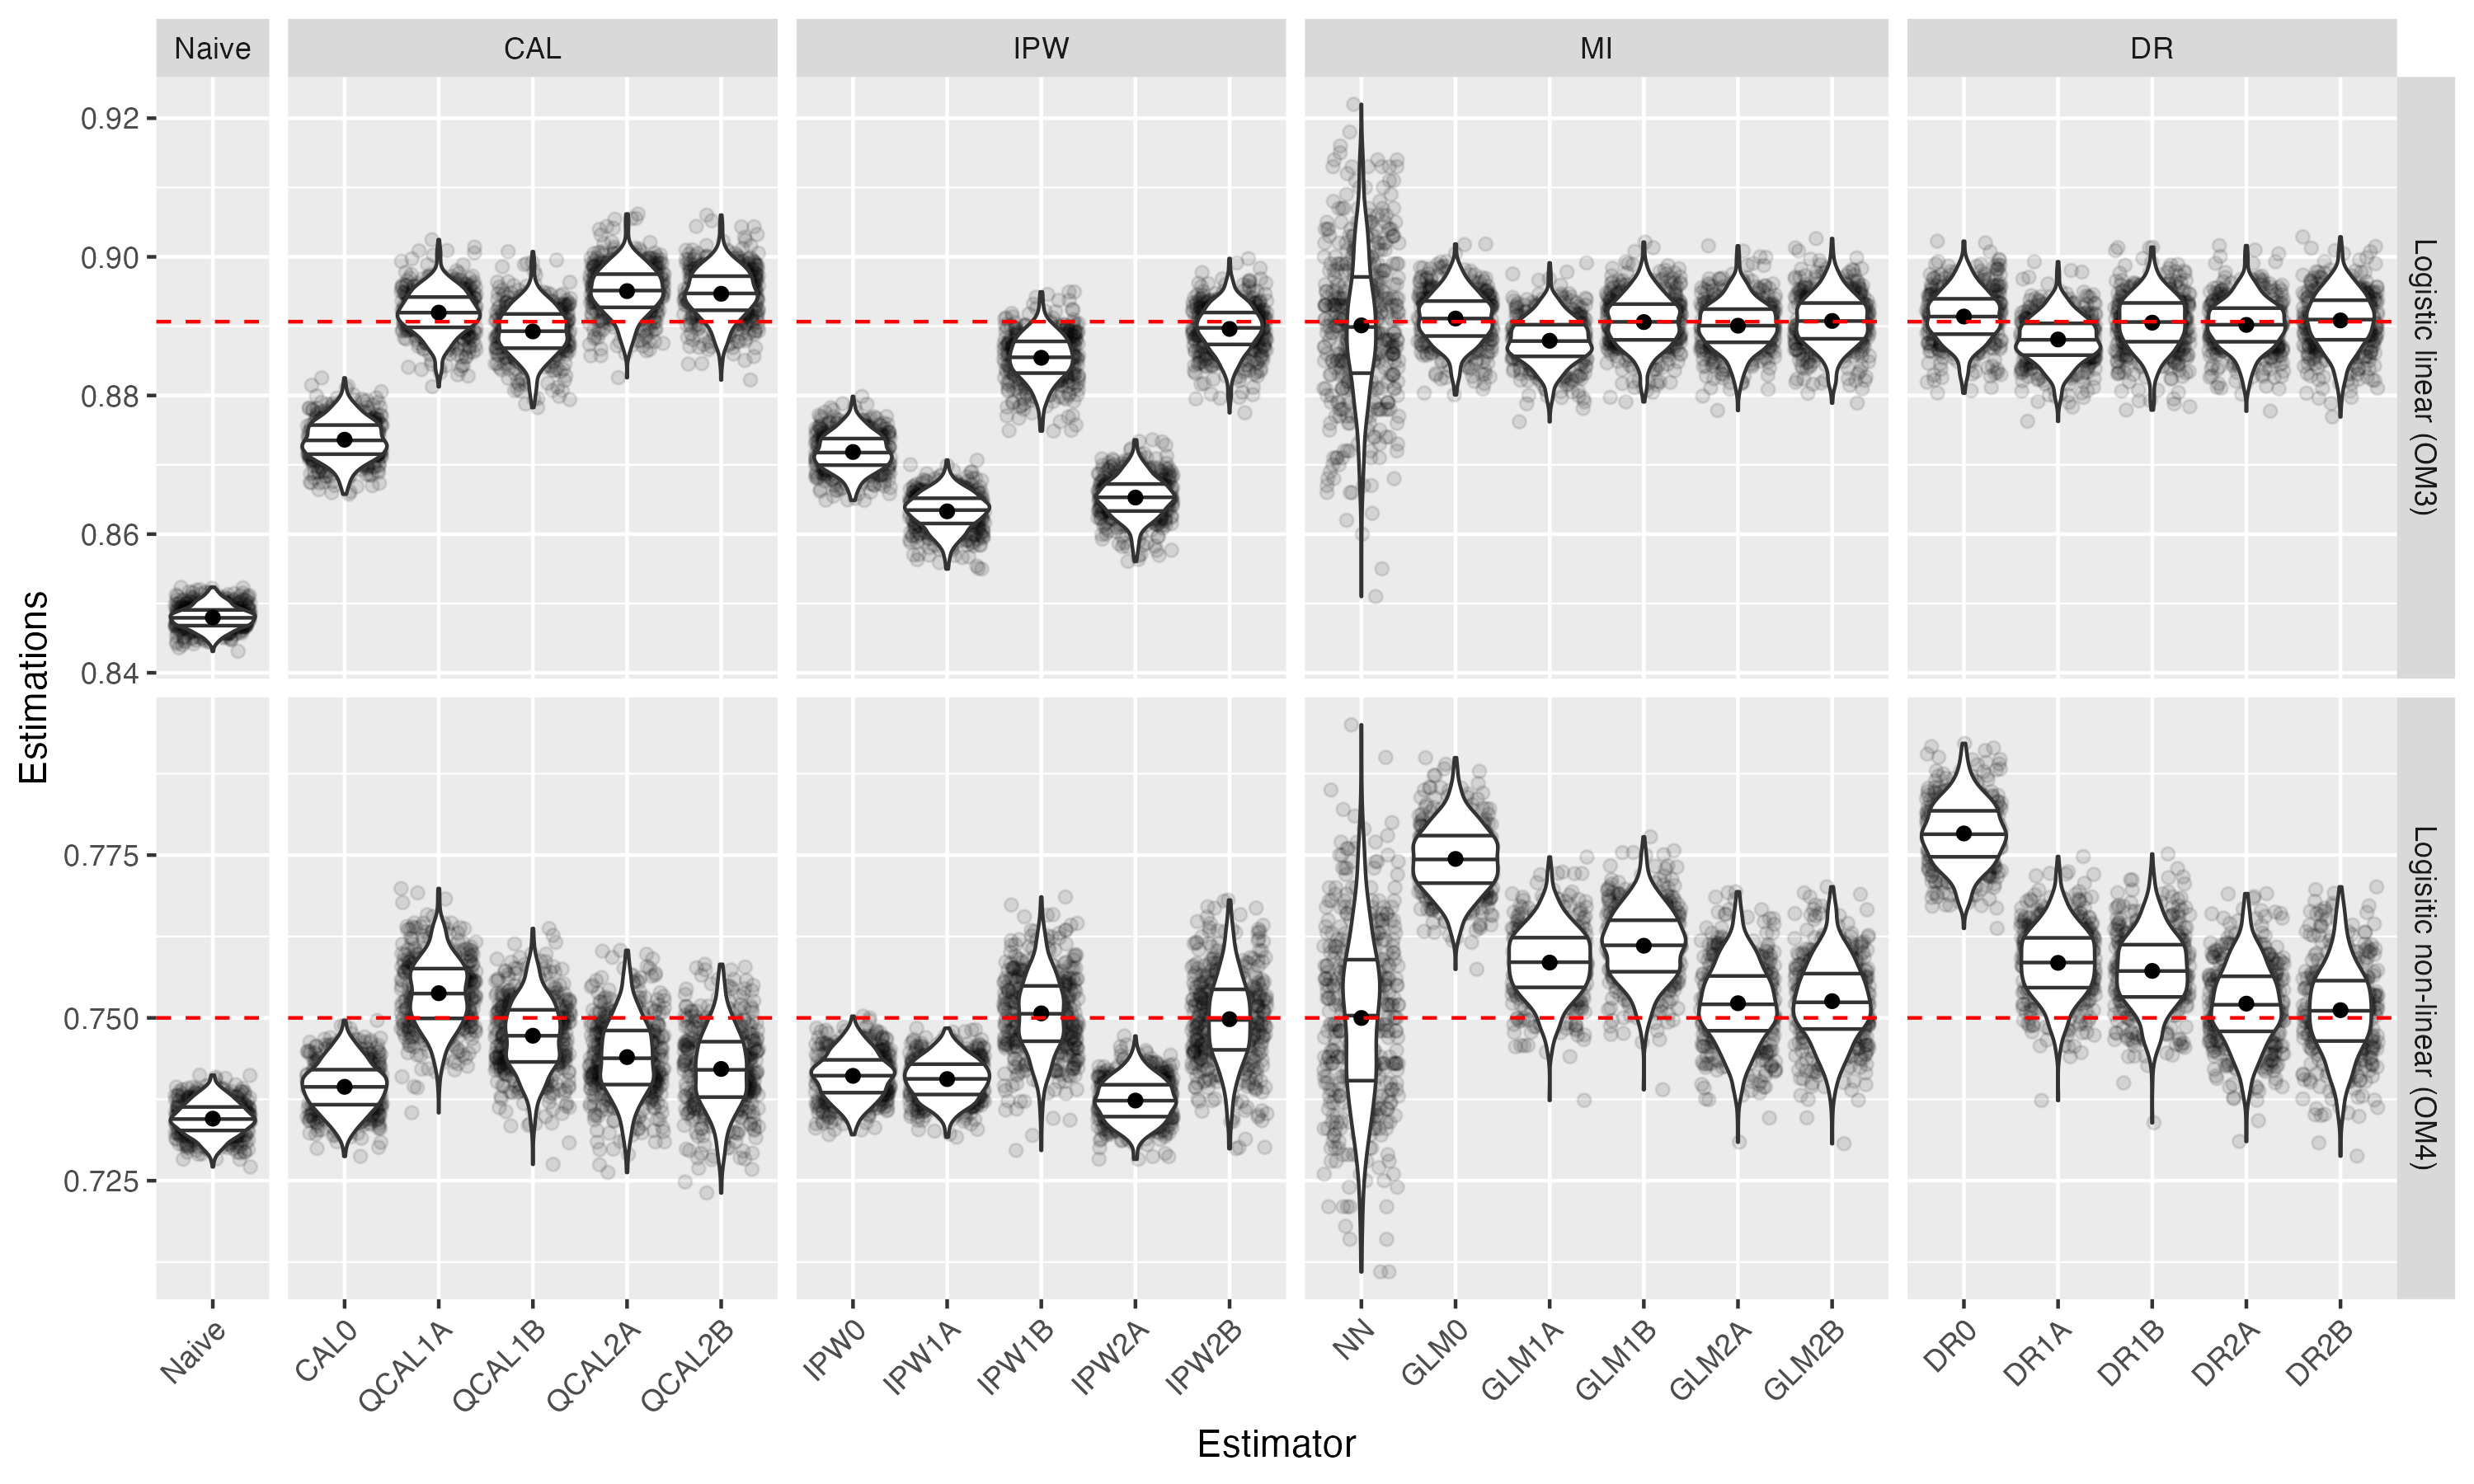 Naive
CAL
IPW
MI
DR
0.92
0.90
0.88
0.86
0.84
Logistic linear (OM3)
Estimations
0.775
0.750
0.725
Logisitic non-linear (OM4)
Naive
CAL0
QCAL1A
QCAL1B
QCAL2A
QCAL2B
IPW0
IPW1A
IPW1B
IPW2A
IPW2B
NN
GLM0
GLM1A
GLM1B
GLM2A
GLM2B
DR0
DR1A
DR1B
DR2A
DR2B
Estimator